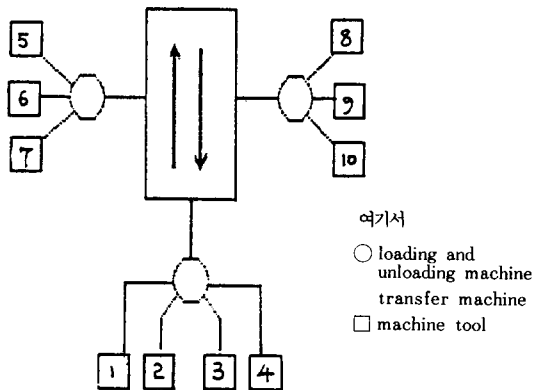 5
6
7
8
9
10
여기서
○ loading and
unloading machine
transfer machine
□ machine tool
1
2
3
4